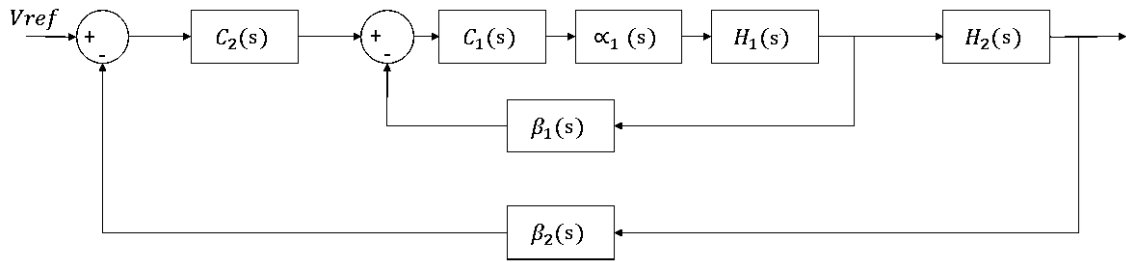 Vref
+
-
C₂(s)
+
-
C₁(s)
∝₁ (s)
H₁(s)
H₂(s)
β₁(s)
β₂(s)